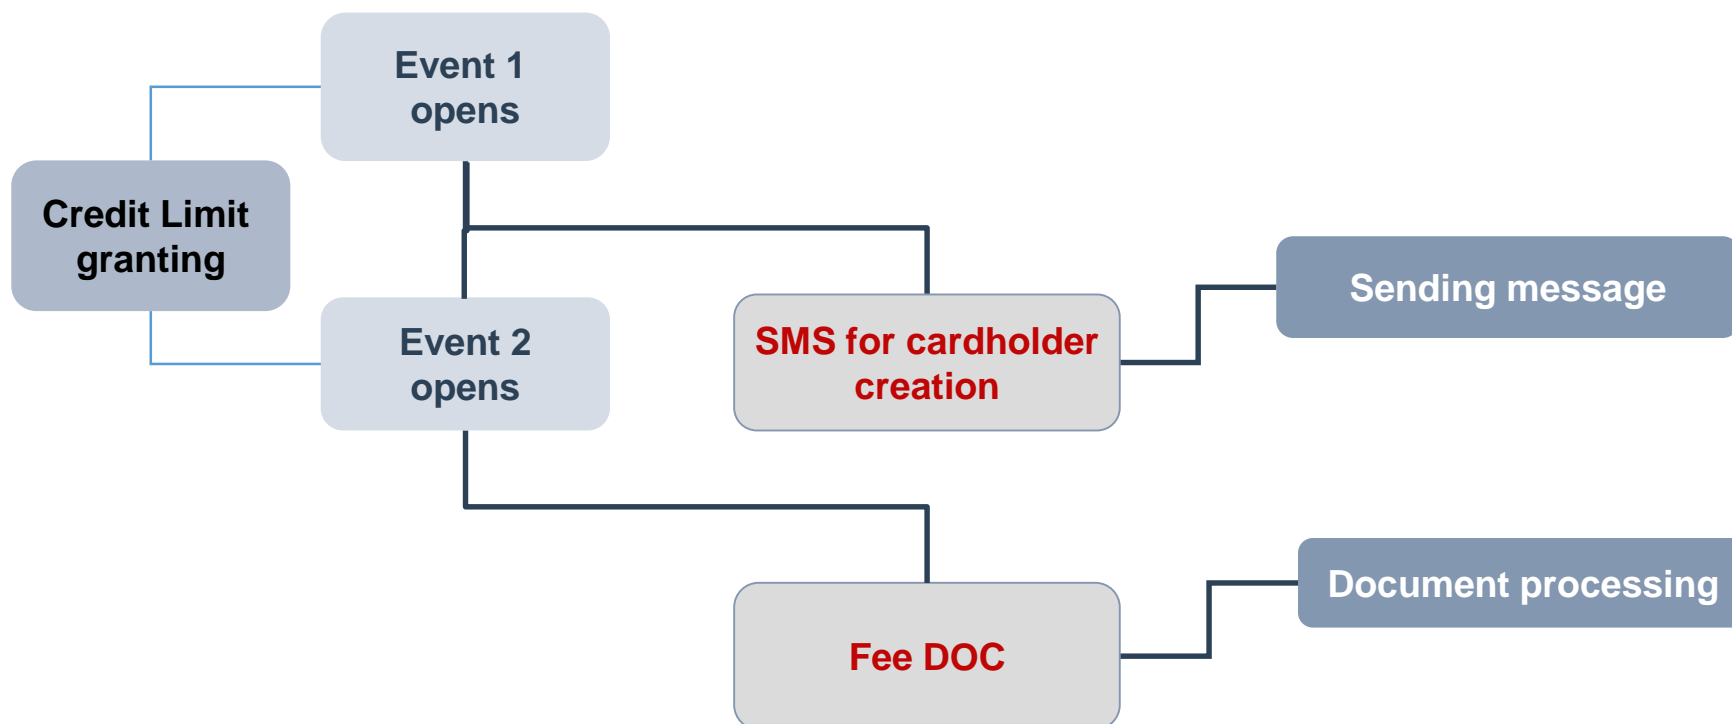 Event 1
opens
Credit Limit
granting
Event 2
opens
SMS for cardholder
creation
Sending message
Fee DOC
Document processing